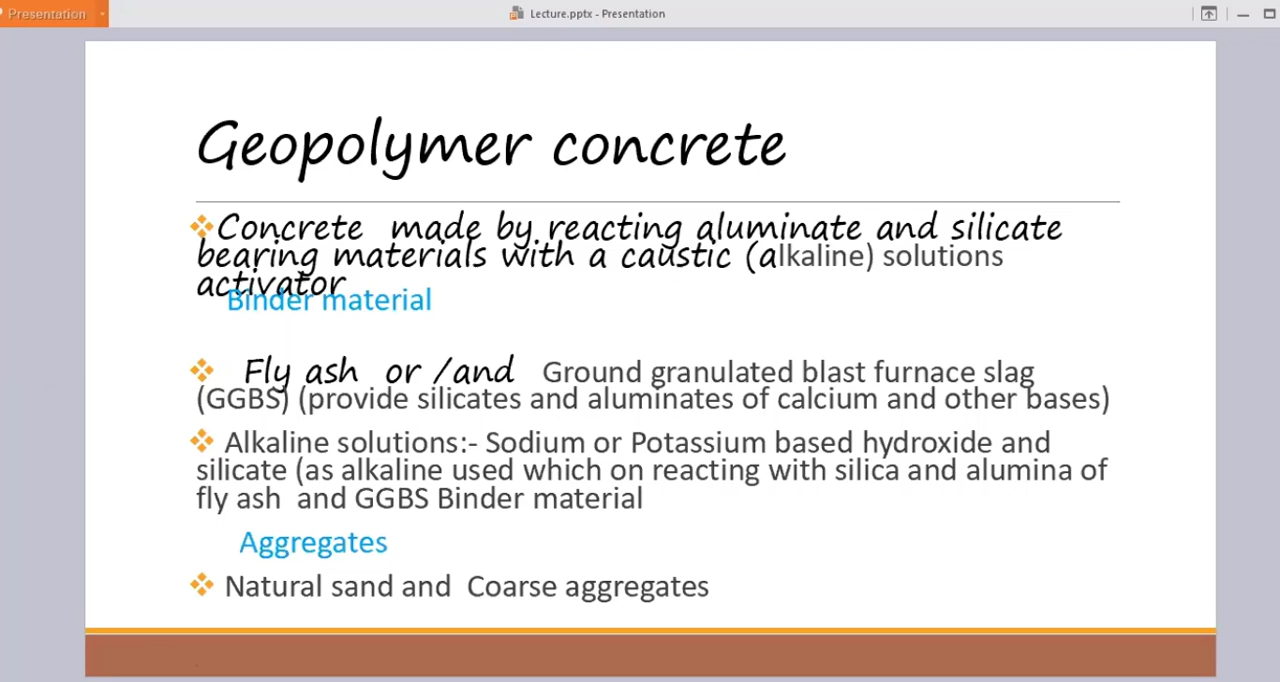 Presentation
Lecture.pptx - Presentation
Geopolymer concrete
Concrete made by reacting aluminate and silicate
bearing materials with a caustic (alkaline) solutions
activator
Binder material
Fly ash or /and Ground granulated blast furnace slag
(GGBS) (provide silicates and aluminates of calcium and other bases)
Alkaline solutions:- Sodium or Potassium based hydroxide and
silicate (as alkaline used which on reacting with silica and alumina of
fly ash and GGBS Binder material
Aggregates
Natural sand and Coarse aggregates